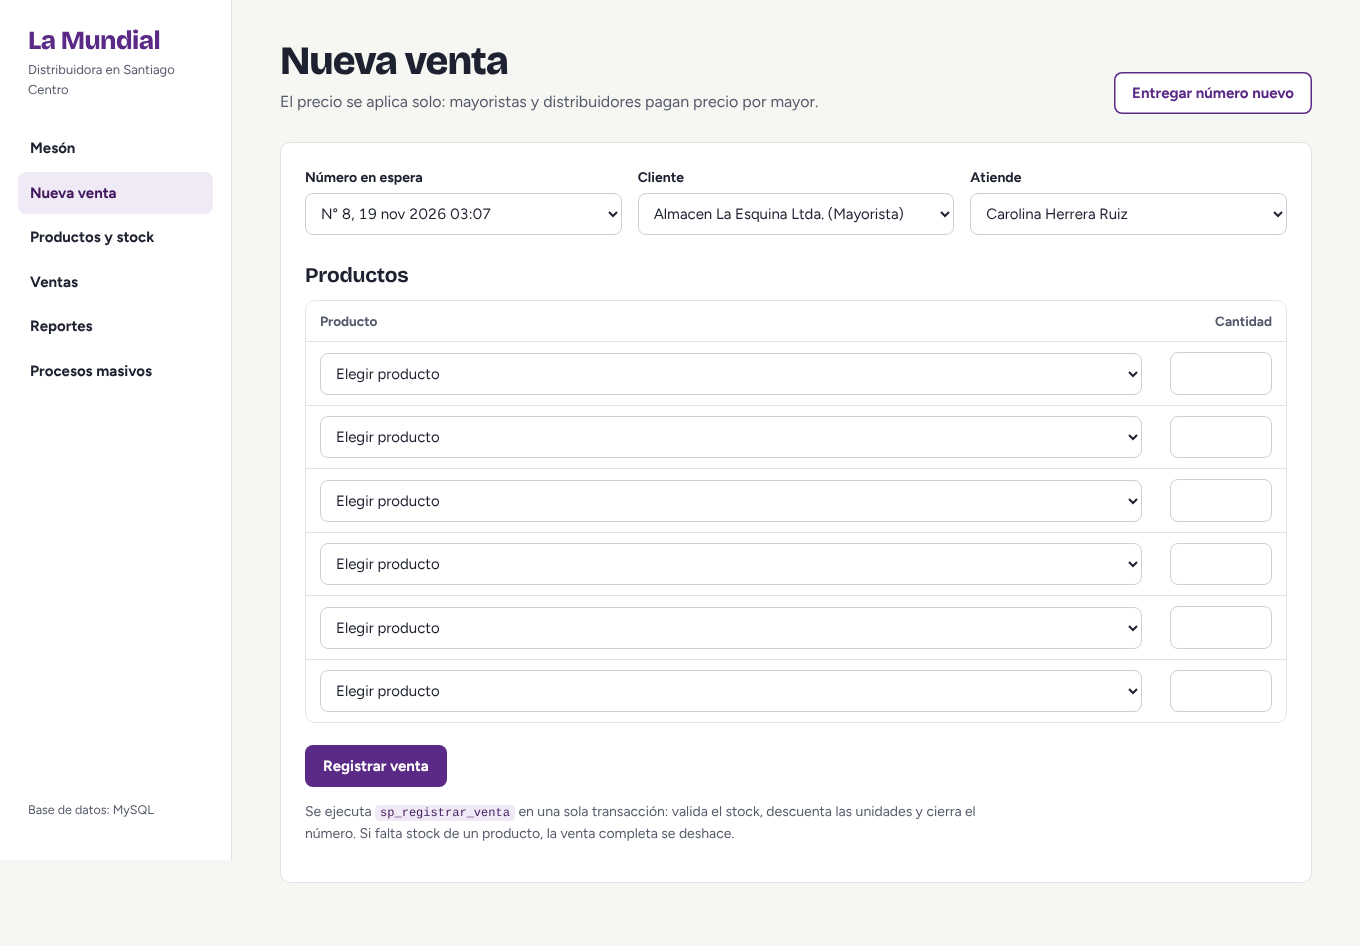 La Mundial
Distribuidora en Santiago
Centro
Mesón
Nueva venta
Productos y stock
Ventas
Reportes
Procesos masivos
Base de datos: MySQL
Nueva venta
El precio se aplica solo: mayoristas y distribuidores pagan precio por mayor.
Entregar número nuevo
Número en espera
Cliente
Atiende
N° 8, 19 nov 2026 03:07
Almacen La Esquina Ltda. (Mayorista)
Carolina Herrera Ruiz
Productos
Producto
Cantidad
Elegir producto
Elegir producto
Elegir producto
Elegir producto
Elegir producto
Elegir producto
Registrar venta
Se ejecuta sp_registrar_venta en una sola transacción: valida el stock, descuenta las unidades y cierra el
número. Si falta stock de un producto, la venta completa se deshace.